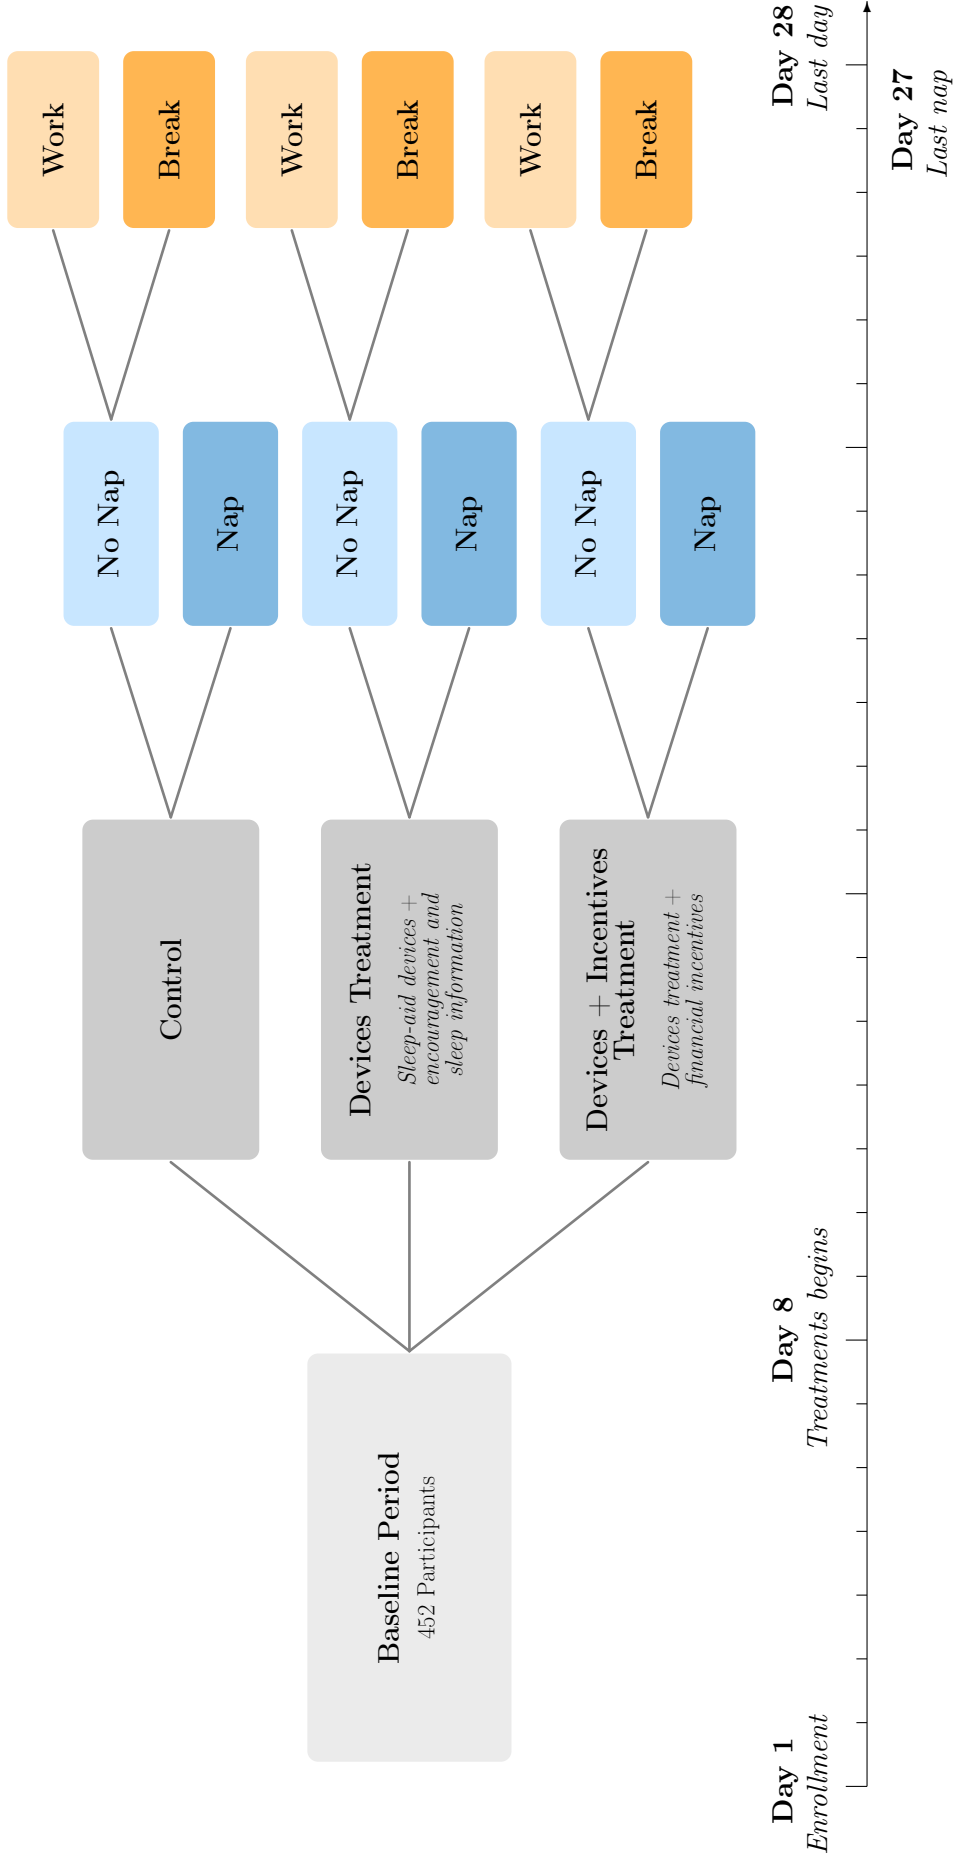 Baseline Period
452 Participants
Control
Devices Treatment
Sleep-aid devices +
encouragement and
sleep information
Devices + Incentives
Treatment
Devices treatment +
financial incentives
No Nap
Nap
No Nap
Nap
No Nap
Nap
Work
Break
Work
Break
Work
Break
Day 1
Enrollment
Day 8
Treatments begins
Day 28
Last day
Day 27
Last nap